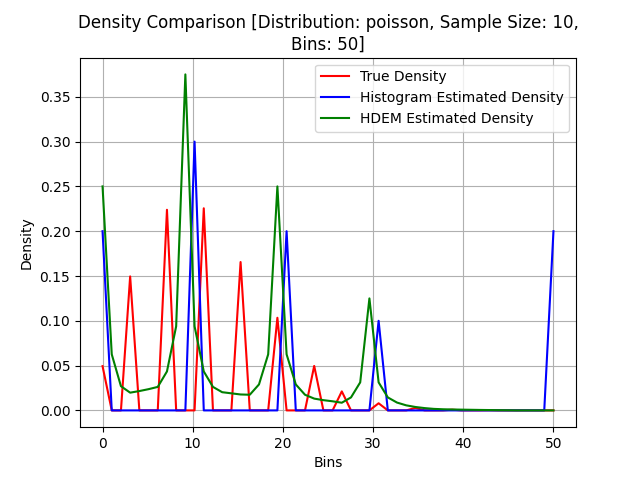 Density Comparison [Distribution: poisson, Sample Size: 10,
Bins: 50]
True Density
Histogram Estimated Density
HDEM Estimated Density
Density
0.35
0.30
0.25
0.20
0.15
0.10
0.05
0.00
0 10 20 30 40 50
Bins